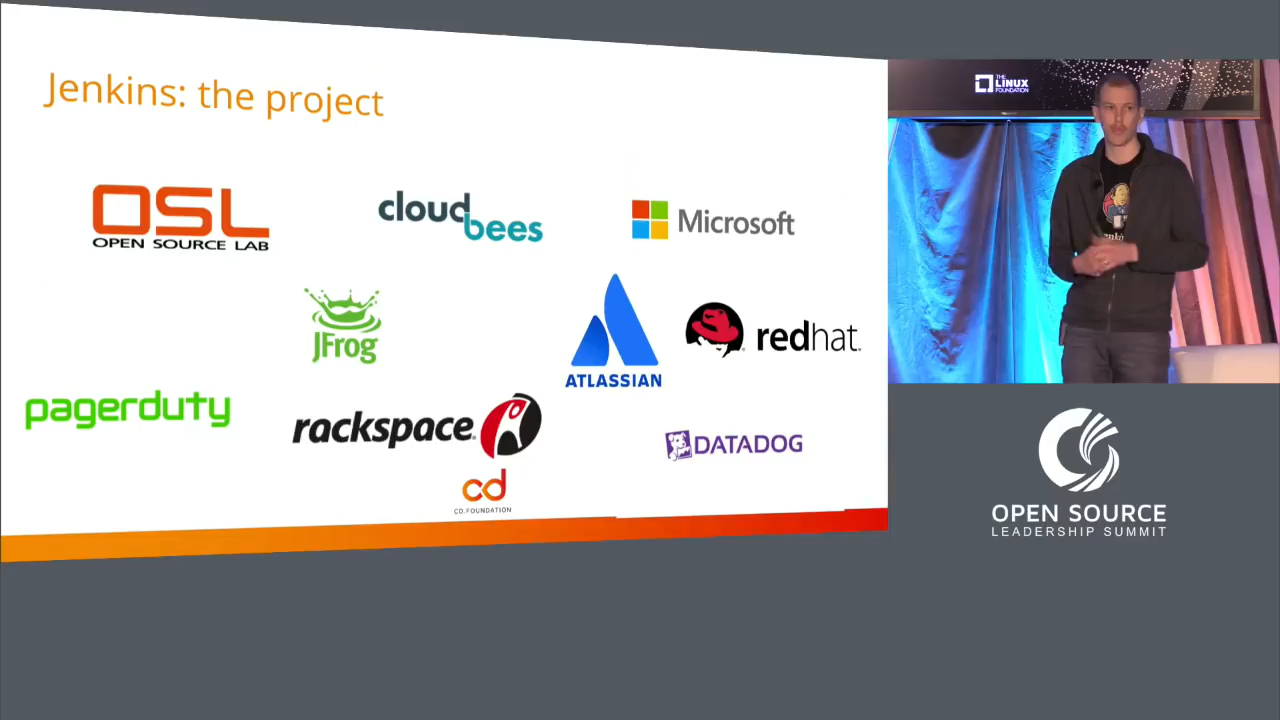 Jenkins: the project
OSL
OPEN SOURCE LAB
cloudbees
Microsoft
JFrog
ATLASSIAN
redhat.
pagerduty
rackspace.
DATADOG
cd
CD.FOUNDATION
THE
LINUX
FOUNDATION
OPEN SOURCE
LEADERSHIP SUMMIT